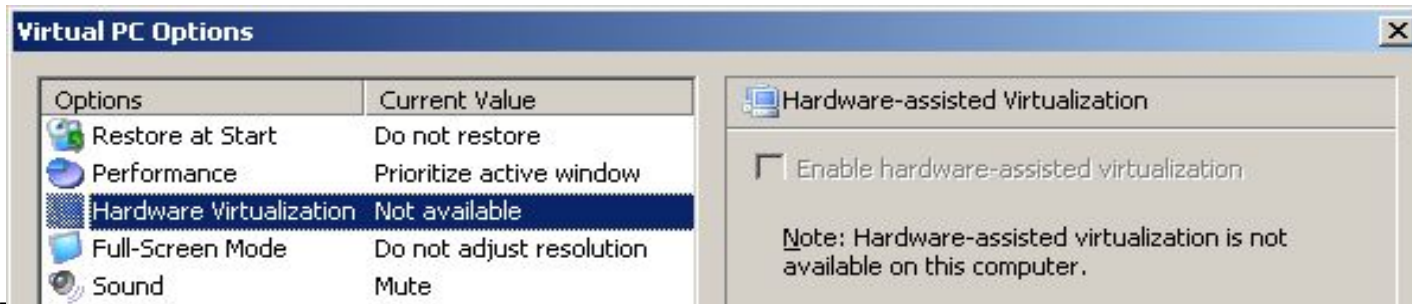 Virtual PC Options
Options Current Value
Restore at Start Do not restore
Performance Prioritize active window
Hardware Virtualization Not available
Full-Screen Mode Do not adjust resolution
Sound Mute
Hardware-assisted Virtualization
Enable hardware-assisted virtualization
Note: Hardware-assisted virtualization is not
available on this computer.